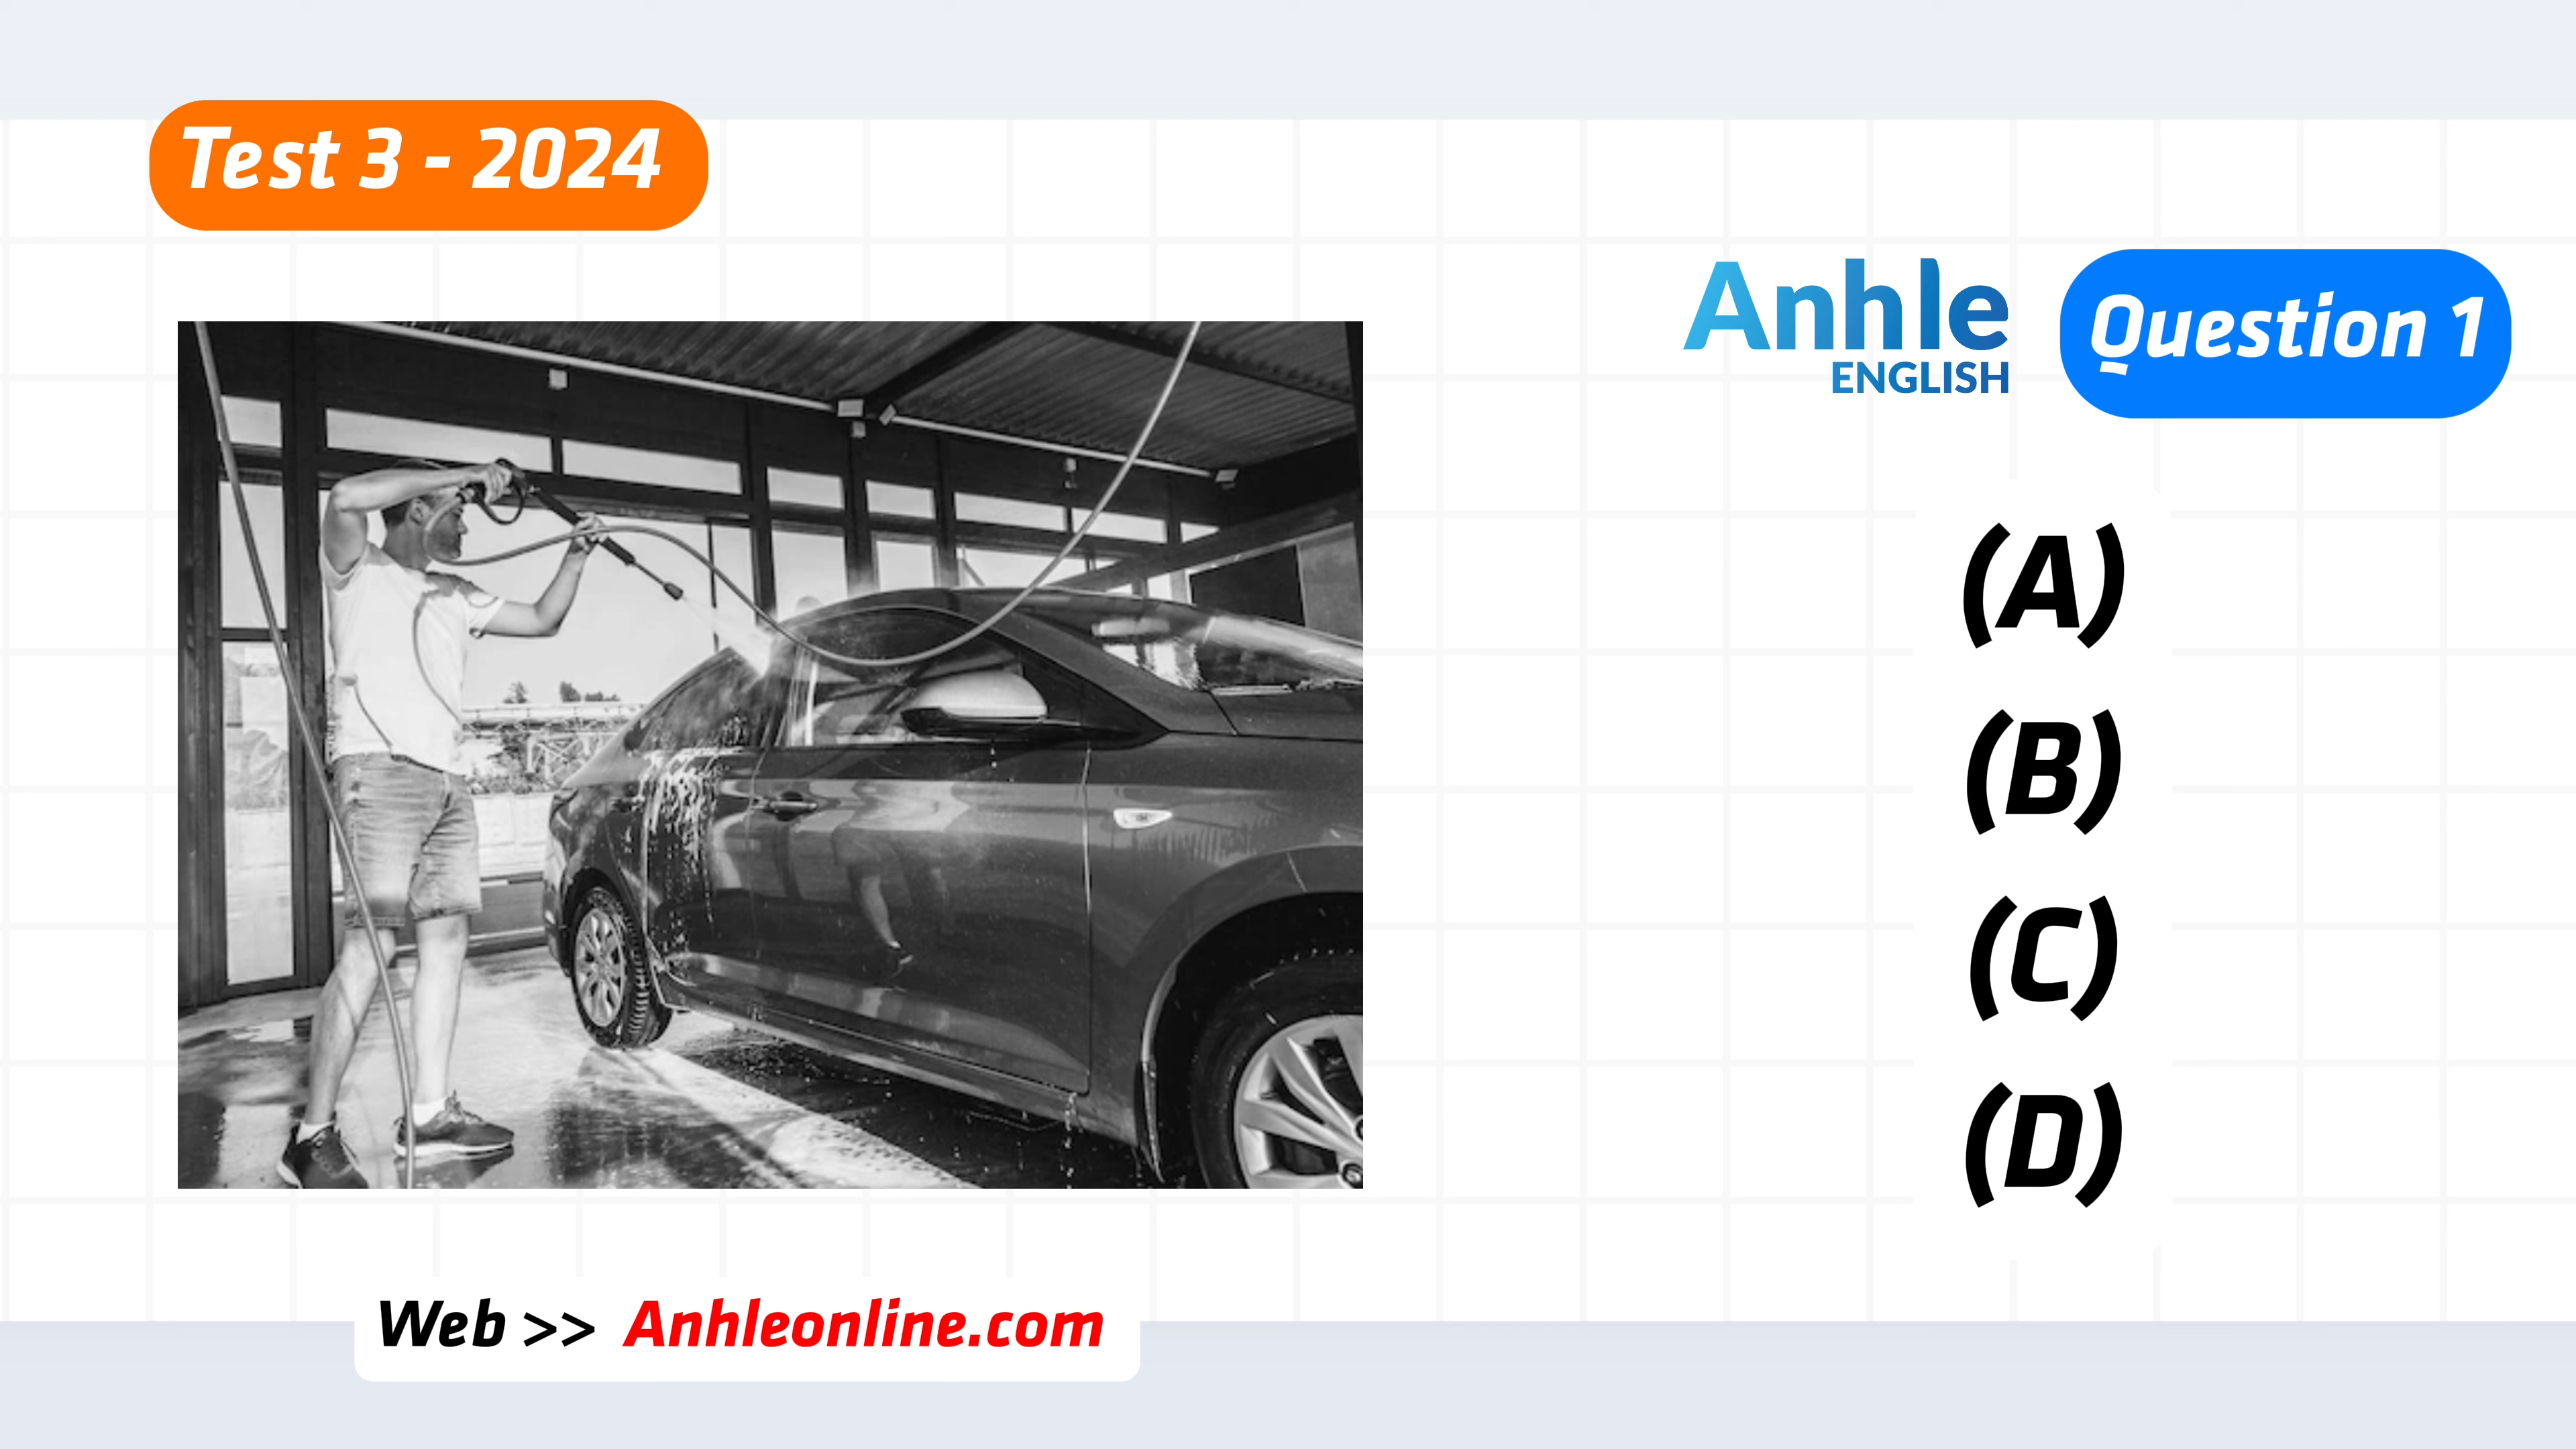 Test 3 - 2024
Anhle
ENGLISH
Question 1
(A)
(B)
(C)
(D)
Web >> Anhleonline.com